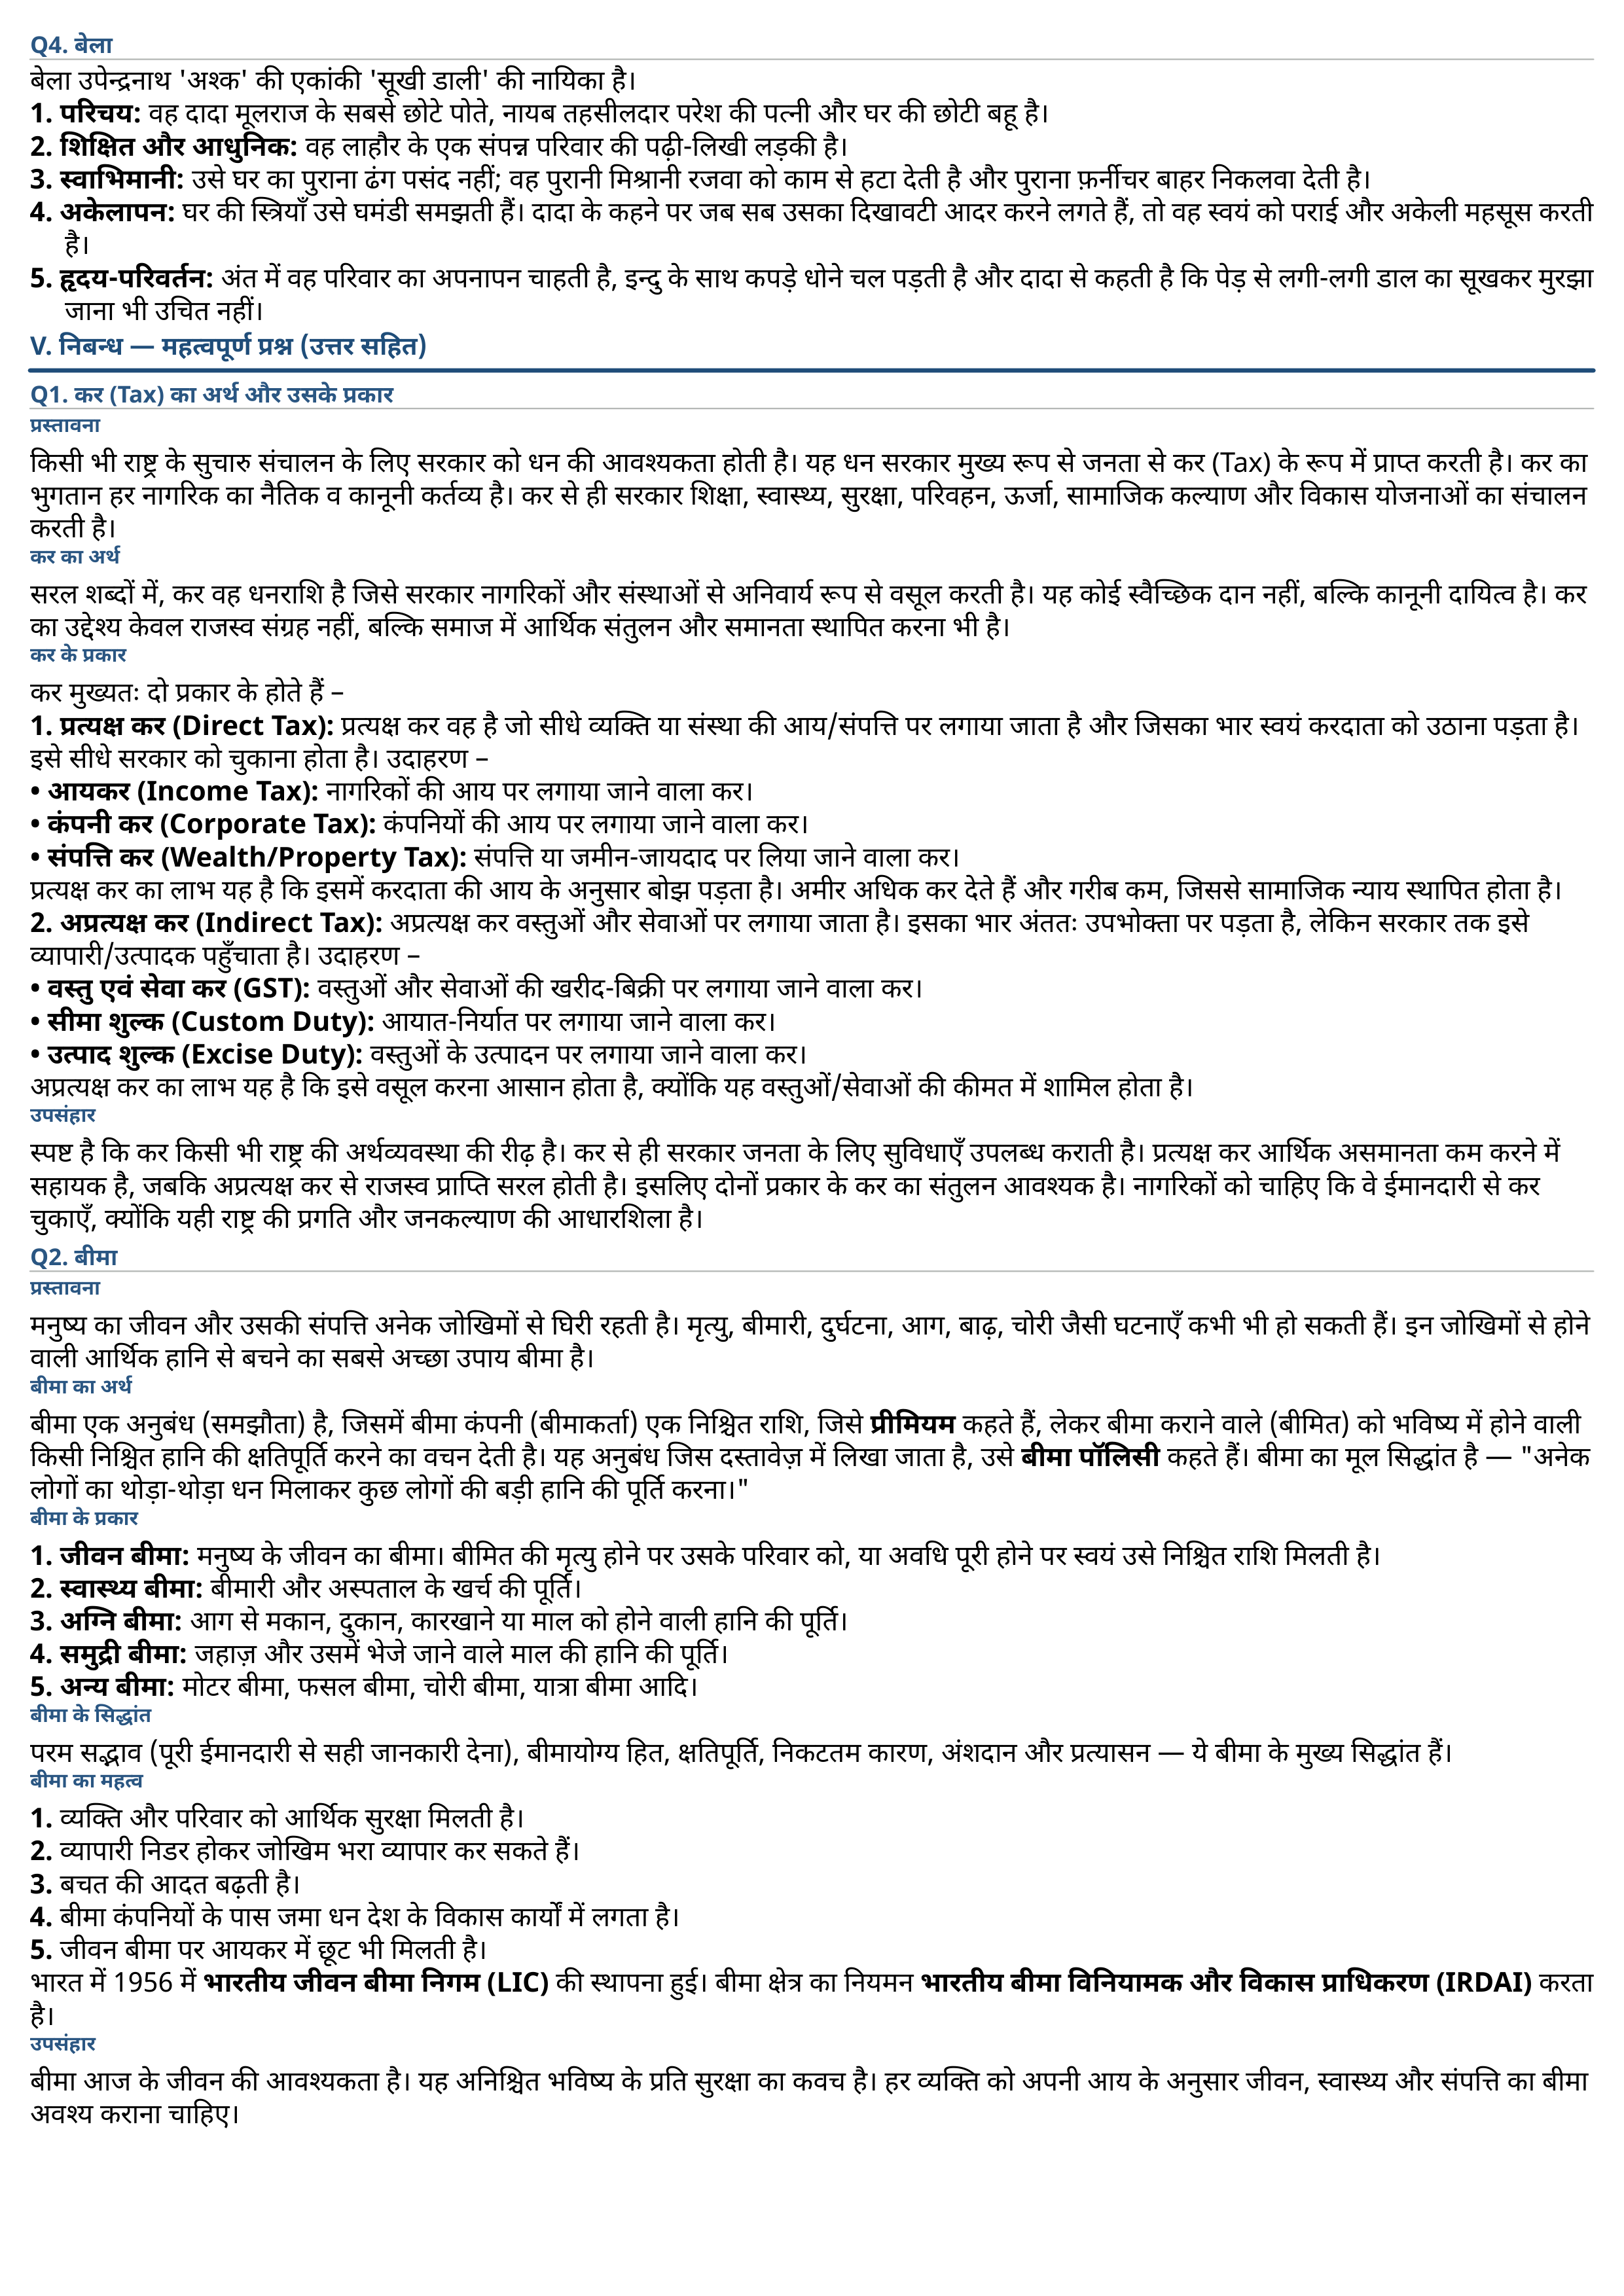 Q4. बेला
बेला उपेन्द्रनाथ 'अश्क' की एकांकी 'सूखी डाली' की नायिका है।
1. परिचय: वह दादा मूलराज के सबसे छोटे पोते, नायब तहसीलदार परेश की पत्नी और घर की छोटी बहू है।
2. शिक्षित और आधुनिक: वह लाहौर के एक संपन्न परिवार की पढ़ी-लिखी लड़की है।
3. स्वाभिमानी: उसे घर का पुराना ढंग पसंद नहीं; वह पुरानी मिश्रानी रजवा को काम से हटा देती है और पुराना फ़र्नीचर बाहर निकलवा देती है।
4. अकेलापन: घर की स्त्रियाँ उसे घमंडी समझती हैं। दादा के कहने पर जब सब उसका दिखावटी आदर करने लगते हैं, तो वह स्वयं को पराई और अकेली महसूस करती
है।
5. हृदय-परिवर्तन: अंत में वह परिवार का अपनापन चाहती है, इन्दु के साथ कपड़े धोने चल पड़ती है और दादा से कहती है कि पेड़ से लगी-लगी डाल का सूखकर मुरझा
जाना भी उचित नहीं।
V. निबन्ध — महत्वपूर्ण प्रश्न (उत्तर सहित)
Q1. कर (Tax) का अर्थ और उसके प्रकार
प्रस्तावना
किसी भी राष्ट्र के सुचारु संचालन के लिए सरकार को धन की आवश्यकता होती है। यह धन सरकार मुख्य रूप से जनता से कर (Tax) के रूप में प्राप्त करती है। कर का
भुगतान हर नागरिक का नैतिक व कानूनी कर्तव्य है। कर से ही सरकार शिक्षा, स्वास्थ्य, सुरक्षा, परिवहन, ऊर्जा, सामाजिक कल्याण और विकास योजनाओं का संचालन
करती है।
कर का अर्थ
सरल शब्दों में, कर वह धनराशि है जिसे सरकार नागरिकों और संस्थाओं से अनिवार्य रूप से वसूल करती है। यह कोई स्वैच्छिक दान नहीं, बल्कि कानूनी दायित्व है। कर
का उद्देश्य केवल राजस्व संग्रह नहीं, बल्कि समाज में आर्थिक संतुलन और समानता स्थापित करना भी है।
कर के प्रकार
कर मुख्यतः दो प्रकार के होते हैं –
1. प्रत्यक्ष कर (Direct Tax): प्रत्यक्ष कर वह है जो सीधे व्यक्ति या संस्था की आय/संपत्ति पर लगाया जाता है और जिसका भार स्वयं करदाता को उठाना पड़ता है।
इसे सीधे सरकार को चुकाना होता है। उदाहरण –
• आयकर (Income Tax): नागरिकों की आय पर लगाया जाने वाला कर।
• कंपनी कर (Corporate Tax): कंपनियों की आय पर लगाया जाने वाला कर।
• संपत्ति कर (Wealth/Property Tax): संपत्ति या जमीन-जायदाद पर लिया जाने वाला कर।
प्रत्यक्ष कर का लाभ यह है कि इसमें करदाता की आय के अनुसार बोझ पड़ता है। अमीर अधिक कर देते हैं और गरीब कम, जिससे सामाजिक न्याय स्थापित होता है।
2. अप्रत्यक्ष कर (Indirect Tax): अप्रत्यक्ष कर वस्तुओं और सेवाओं पर लगाया जाता है। इसका भार अंततः उपभोक्ता पर पड़ता है, लेकिन सरकार तक इसे
व्यापारी/उत्पादक पहुँचाता है। उदाहरण –
• वस्तु एवं सेवा कर (GST): वस्तुओं और सेवाओं की खरीद-बिक्री पर लगाया जाने वाला कर।
• सीमा शुल्क (Custom Duty): आयात-निर्यात पर लगाया जाने वाला कर।
• उत्पाद शुल्क (Excise Duty): वस्तुओं के उत्पादन पर लगाया जाने वाला कर।
अप्रत्यक्ष कर का लाभ यह है कि इसे वसूल करना आसान होता है, क्योंकि यह वस्तुओं/सेवाओं की कीमत में शामिल होता है।
उपसंहार
स्पष्ट है कि कर किसी भी राष्ट्र की अर्थव्यवस्था की रीढ़ है। कर से ही सरकार जनता के लिए सुविधाएँ उपलब्ध कराती है। प्रत्यक्ष कर आर्थिक असमानता कम करने में
सहायक है, जबकि अप्रत्यक्ष कर से राजस्व प्राप्ति सरल होती है। इसलिए दोनों प्रकार के कर का संतुलन आवश्यक है। नागरिकों को चाहिए कि वे ईमानदारी से कर
चुकाएँ, क्योंकि यही राष्ट्र की प्रगति और जनकल्याण की आधारशिला है।
Q2. बीमा
प्रस्तावना
मनुष्य का जीवन और उसकी संपत्ति अनेक जोखिमों से घिरी रहती है। मृत्यु, बीमारी, दुर्घटना, आग, बाढ़, चोरी जैसी घटनाएँ कभी भी हो सकती हैं। इन जोखिमों से होने
वाली आर्थिक हानि से बचने का सबसे अच्छा उपाय बीमा है।
बीमा का अर्थ
बीमा एक अनुबंध (समझौता) है, जिसमें बीमा कंपनी (बीमाकर्ता) एक निश्चित राशि, जिसे प्रीमियम कहते हैं, लेकर बीमा कराने वाले (बीमित) को भविष्य में होने वाली
किसी निश्चित हानि की क्षतिपूर्ति करने का वचन देती है। यह अनुबंध जिस दस्तावेज़ में लिखा जाता है, उसे बीमा पॉलिसी कहते हैं। बीमा का मूल सिद्धांत है — "अनेक
लोगों का थोड़ा-थोड़ा धन मिलाकर कुछ लोगों की बड़ी हानि की पूर्ति करना।"
बीमा के प्रकार
1. जीवन बीमा: मनुष्य के जीवन का बीमा। बीमित की मृत्यु होने पर उसके परिवार को, या अवधि पूरी होने पर स्वयं उसे निश्चित राशि मिलती है।
2. स्वास्थ्य बीमा: बीमारी और अस्पताल के खर्च की पूर्ति।
3. अग्नि बीमा: आग से मकान, दुकान, कारखाने या माल को होने वाली हानि की पूर्ति।
4. समुद्री बीमा: जहाज़ और उसमें भेजे जाने वाले माल की हानि की पूर्ति।
5. अन्य बीमा: मोटर बीमा, फसल बीमा, चोरी बीमा, यात्रा बीमा आदि।
बीमा के सिद्धांत
परम सद्भाव (पूरी ईमानदारी से सही जानकारी देना), बीमायोग्य हित, क्षतिपूर्ति, निकटतम कारण, अंशदान और प्रत्यासन — ये बीमा के मुख्य सिद्धांत हैं।
बीमा का महत्व
1. व्यक्ति और परिवार को आर्थिक सुरक्षा मिलती है।
2. व्यापारी निडर होकर जोखिम भरा व्यापार कर सकते हैं।
3. बचत की आदत बढ़ती है।
4. बीमा कंपनियों के पास जमा धन देश के विकास कार्यों में लगता है।
5. जीवन बीमा पर आयकर में छूट भी मिलती है।
भारत में 1956 में भारतीय जीवन बीमा निगम (LIC) की स्थापना हुई। बीमा क्षेत्र का नियमन भारतीय बीमा विनियामक और विकास प्राधिकरण (IRDAI) करता
है।
उपसंहार
बीमा आज के जीवन की आवश्यकता है। यह अनिश्चित भविष्य के प्रति सुरक्षा का कवच है। हर व्यक्ति को अपनी आय के अनुसार जीवन, स्वास्थ्य और संपत्ति का बीमा
अवश्य कराना चाहिए।